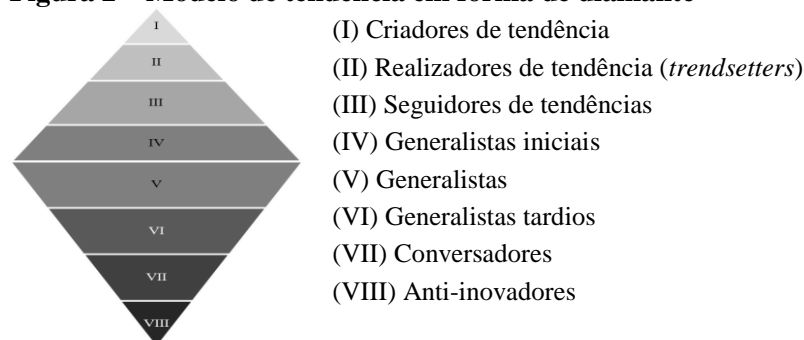 Figura 2 – Modelo de tendência em forma de diamante
I
(I) Criadores de tendência
II
(II) Realizadores de tendência (trendsetters)
III
(III) Seguidores de tendências
IV
(IV) Generalistas iniciais
V
(V) Generalistas
VI
(VI) Generalistas tardios
VII
(VII) Conversadores
VIII
(VIII) Anti-inovadores